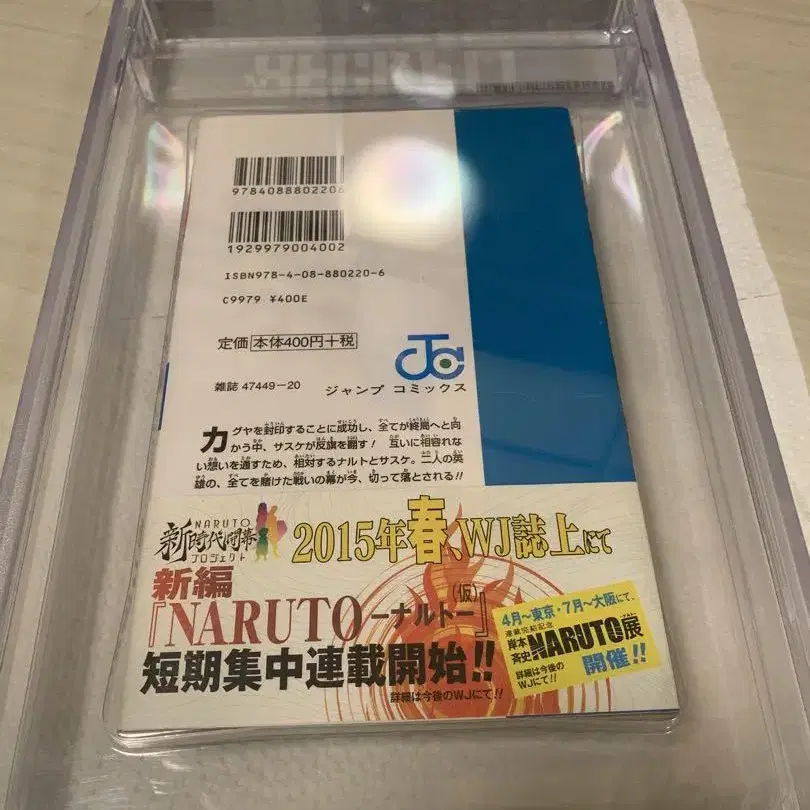 9784088802206
1929979004002
ISBN978-4-08-880220-6
C9979 ¥400E
定価 本体400円+税
JC
雑誌 47449-20
ジャンプ コミックス
カグヤを封印することに成功し、全てが終局へと向
かう中、サスケが反旗を翻す! 互いに相容れな
い想いを通すため、相対するナルトとサスケ。二人の英
雄の、全てを賭けた戦いの幕が今、切って落とされる!!
NARUTO
新時代開幕
プロジェクト
2015年春、WJ誌上にて
新編
『NARUTO-ナルト-』(仮)
短期集中連載開始!!
詳細は今後のWJにて!!
4月~東京・7月~大阪にて、
連載完結記念
岸本斉史NARUTO展
詳細は今後の
WJにて!!
開催!!